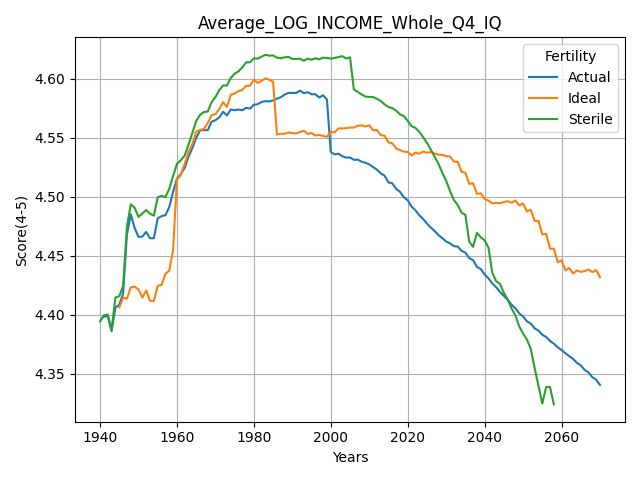 Average_LOG_INCOME_Whole_Q4_IQ
Fertility
Actual
Ideal
Sterile
Score(4-5)
4.60
4.55
4.50
4.45
4.40
4.35
1940 1960 1980 2000 2020 2040 2060
Years